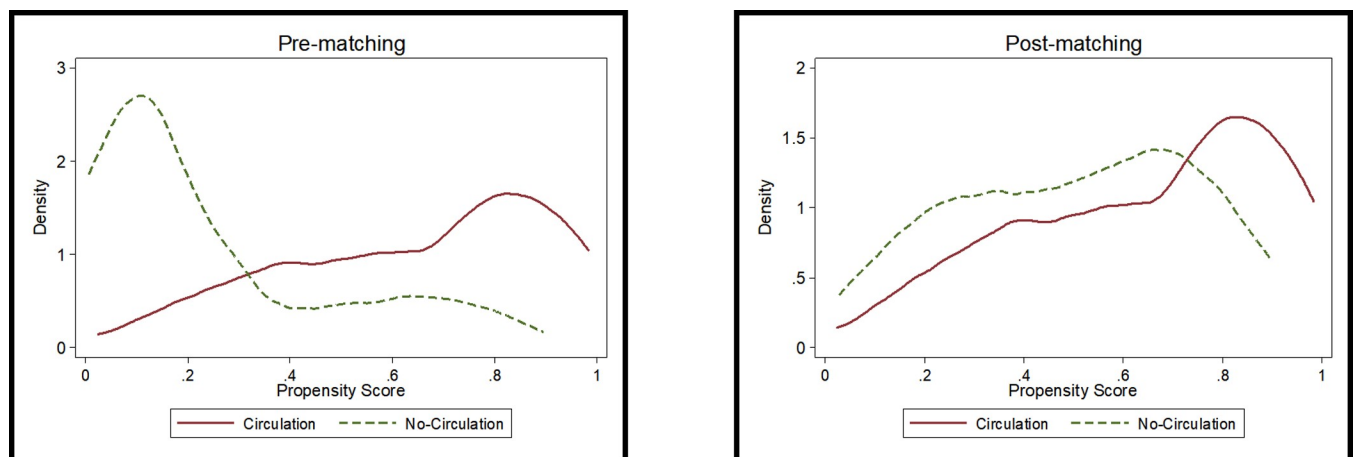 Pre-matching
3
2
1
0
Density
0 .2 .4 .6 .8 1
Propensity Score
Circulation No-Circulation
Post-matching
2
1.5
1
.5
0
Density
0 .2 .4 .6 .8 1
Propensity Score
Circulation No-Circulation